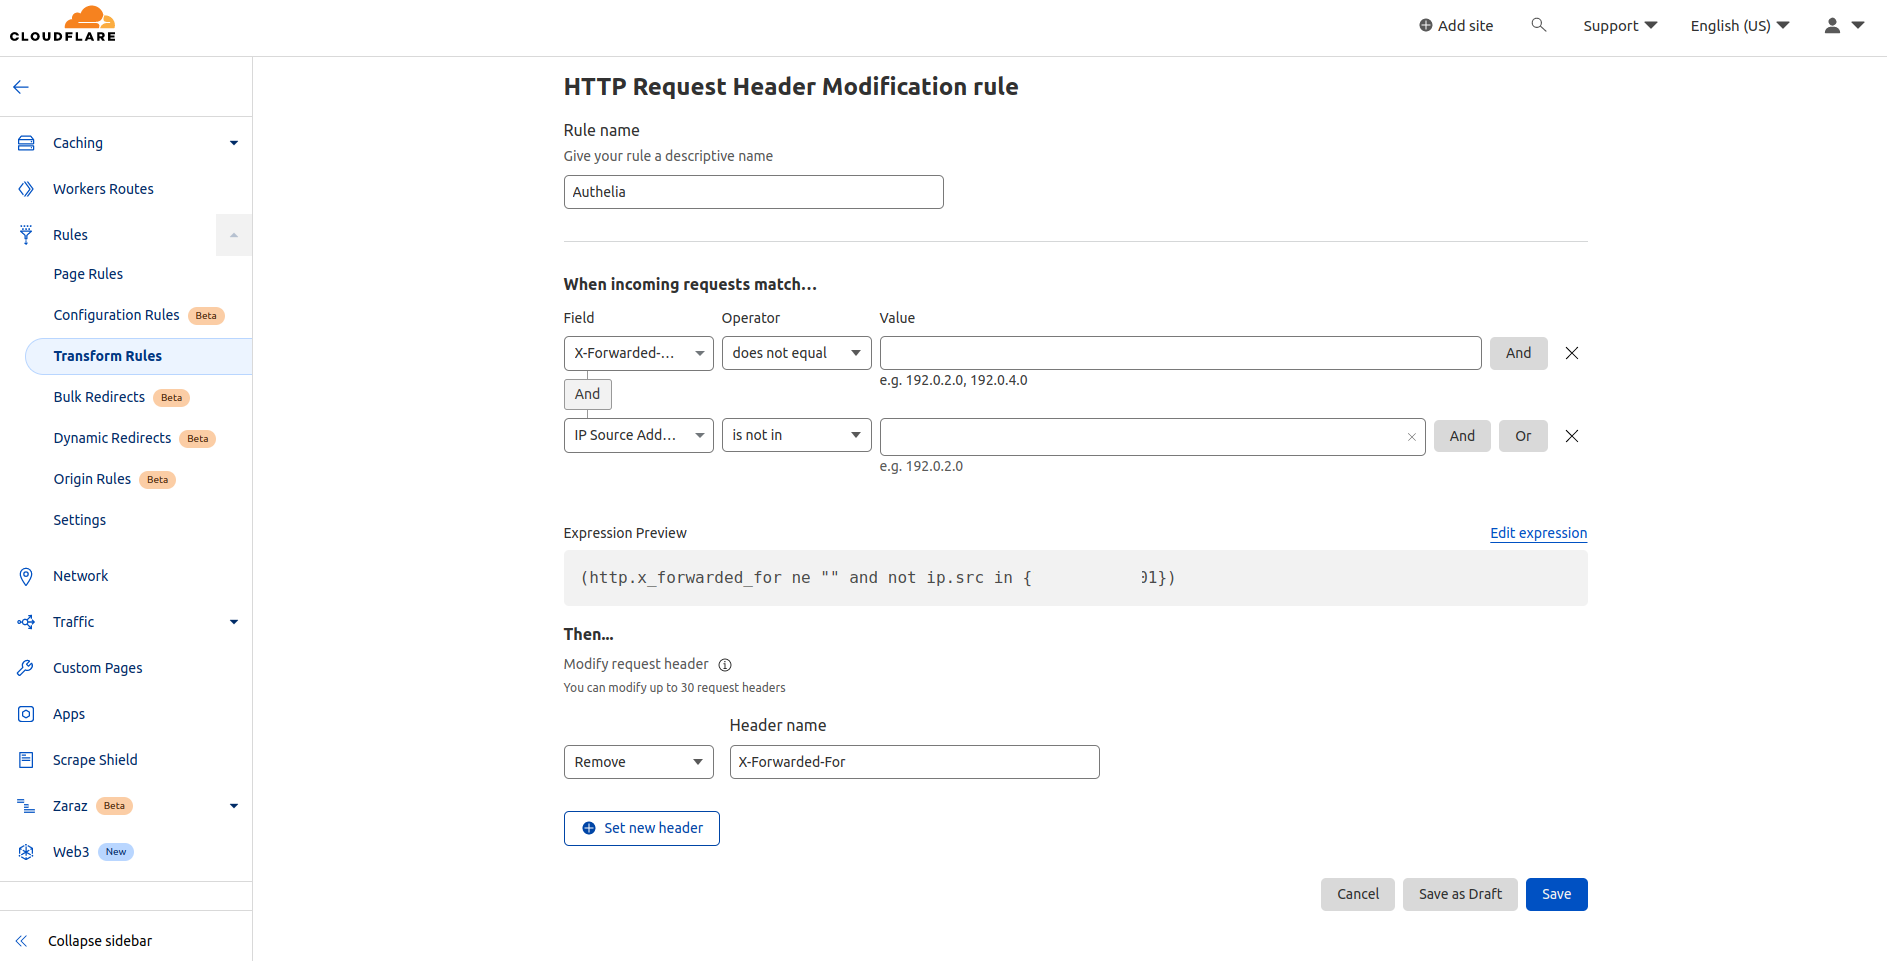 CLOUDFLARE
Add site
Support
English (US)
Caching
Workers Routes
Rules
Page Rules
Configuration Rules Beta
Transform Rules
Bulk Redirects Beta
Dynamic Redirects Beta
Origin Rules Beta
Settings
Network
Traffic
Custom Pages
Apps
Scrape Shield
Zaraz Beta
Web3 New
Collapse sidebar
HTTP Request Header Modification rule
Rule name
Give your rule a descriptive name
Authelia
When incoming requests match...
Field Operator Value
X-Forwarded-... does not equal And
e.g. 192.0.2.0, 192.0.4.0
And
IP Source Add... is not in And Or
e.g. 192.0.2.0
Expression Preview Edit expression
(http.x_forwarded_for ne "" and not ip.src in { 01})
Then...
Modify request header
You can modify up to 30 request headers
Header name
Remove X-Forwarded-For
Set new header
Cancel Save as Draft Save